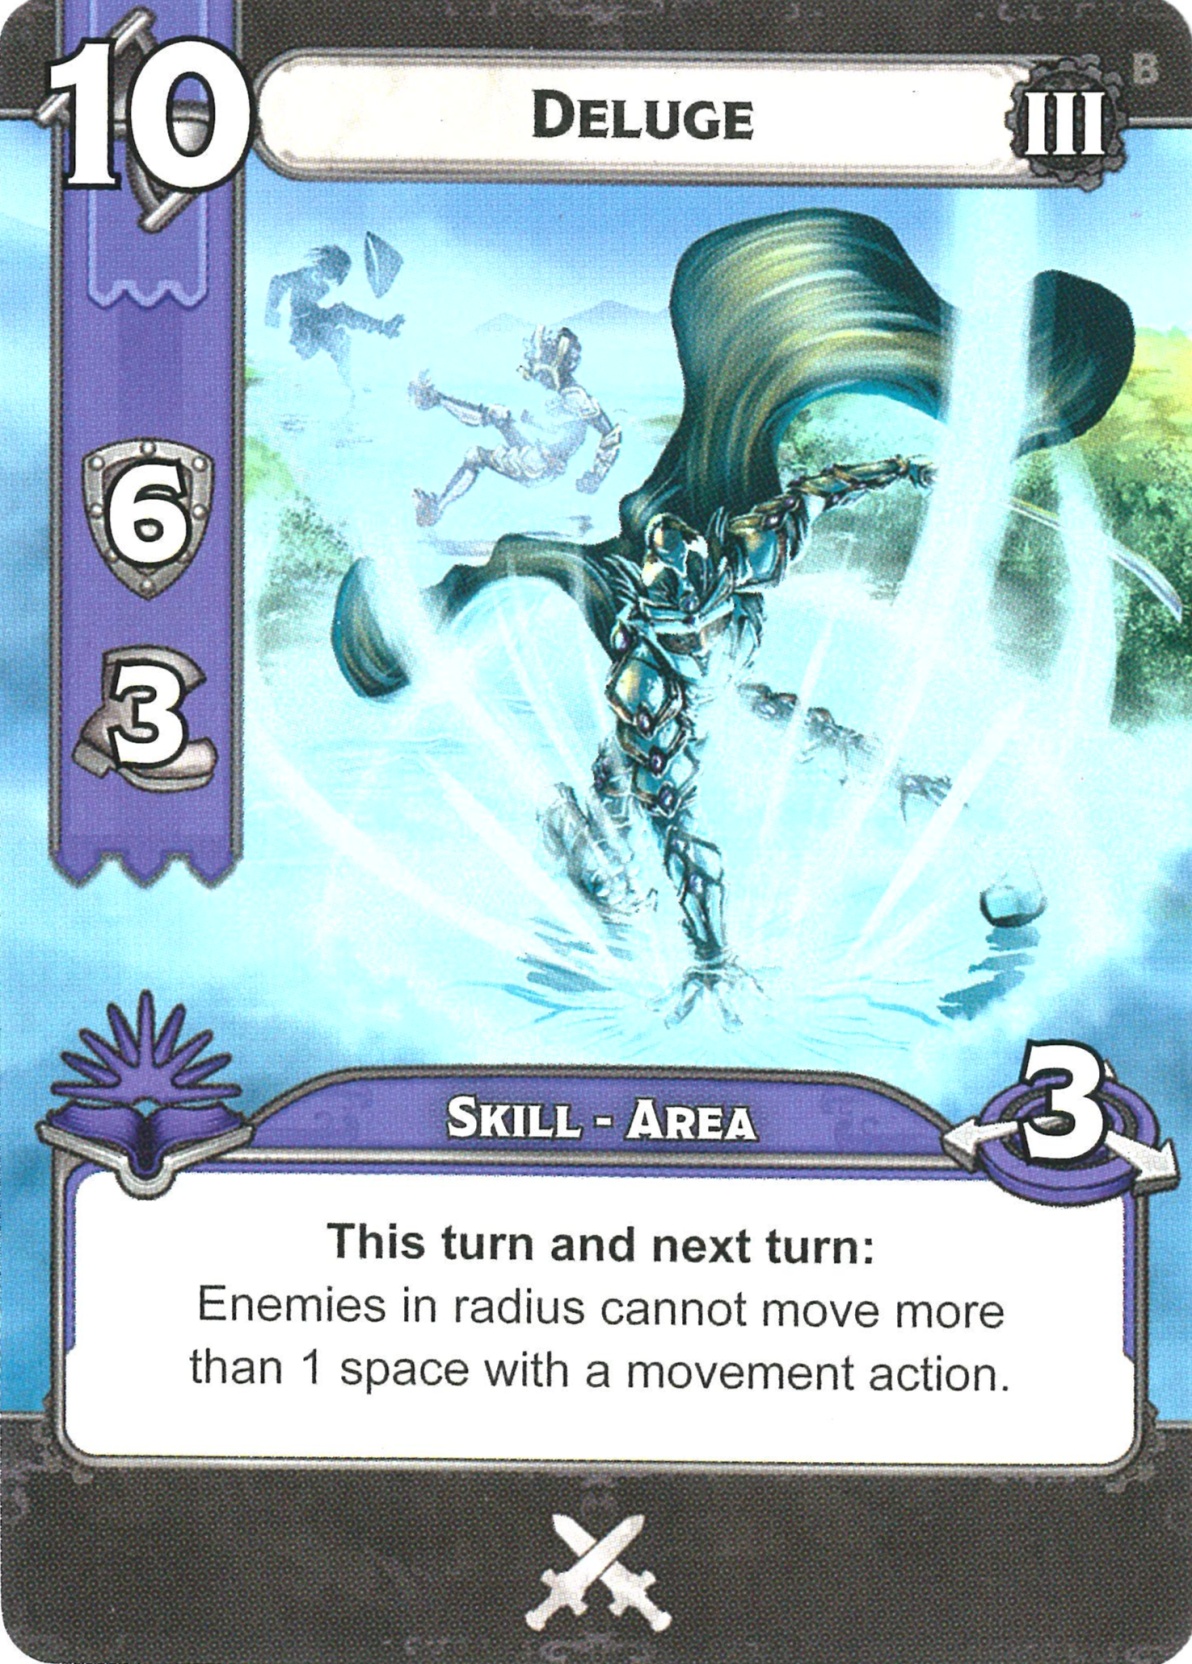 10
DELUGE
III
B
6
3
SKILL - AREA
3
This turn and next turn:
Enemies in radius cannot move more
than 1 space with a movement action.